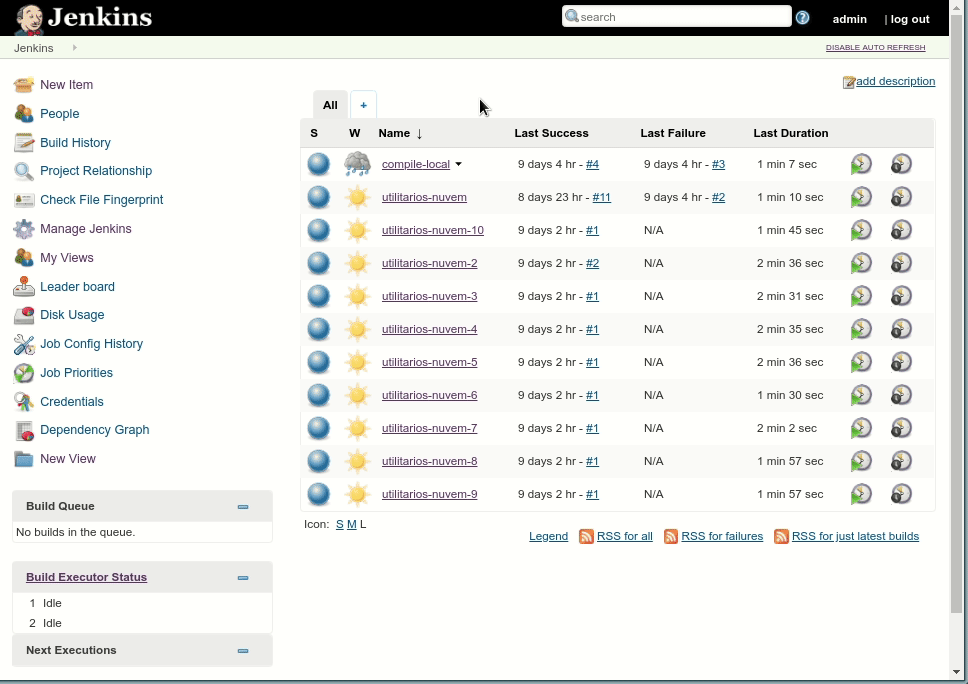 Jenkins
search
admin | log out
Jenkins
DISABLE AUTO REFRESH
New Item
People
Build History
Project Relationship
Check File Fingerprint
Manage Jenkins
My Views
Leader board
Disk Usage
Job Config History
Job Priorities
Credentials
Dependency Graph
New View
Build Queue
No builds in the queue.
Build Executor Status
1 Idle
2 Idle
Next Executions
add description
All +
S W Name ↓ Last Success Last Failure Last Duration
compile-local 9 days 4 hr - #4 9 days 4 hr - #3 1 min 7 sec
utilitarios-nuvem 8 days 23 hr - #11 9 days 4 hr - #2 1 min 10 sec
utilitarios-nuvem-10 9 days 2 hr - #1 N/A 1 min 45 sec
utilitarios-nuvem-2 9 days 2 hr - #2 N/A 2 min 36 sec
utilitarios-nuvem-3 9 days 2 hr - #1 N/A 2 min 31 sec
utilitarios-nuvem-4 9 days 2 hr - #1 N/A 2 min 35 sec
utilitarios-nuvem-5 9 days 2 hr - #1 N/A 2 min 36 sec
utilitarios-nuvem-6 9 days 2 hr - #1 N/A 1 min 30 sec
utilitarios-nuvem-7 9 days 2 hr - #1 N/A 2 min 2 sec
utilitarios-nuvem-8 9 days 2 hr - #1 N/A 1 min 57 sec
utilitarios-nuvem-9 9 days 2 hr - #1 N/A 1 min 57 sec
Icon: S M L
Legend RSS for all RSS for failures RSS for just latest builds